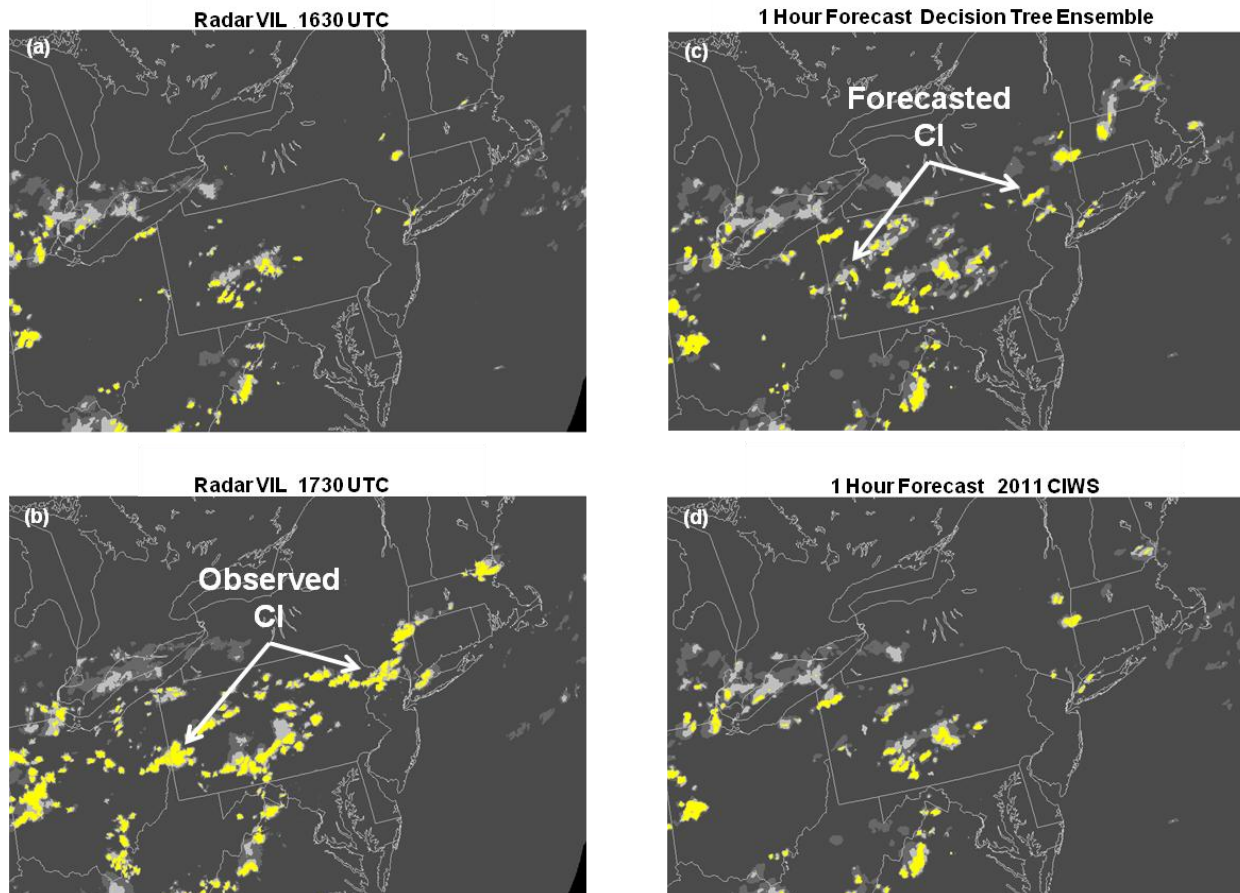 Radar VIL 1630 UTC
(a)
1 Hour Forecast Decision Tree Ensemble
(c)
Forecasted
CI
Radar VIL 1730 UTC
(b)
Observed
CI
1 Hour Forecast 2011 CIWS
(d)